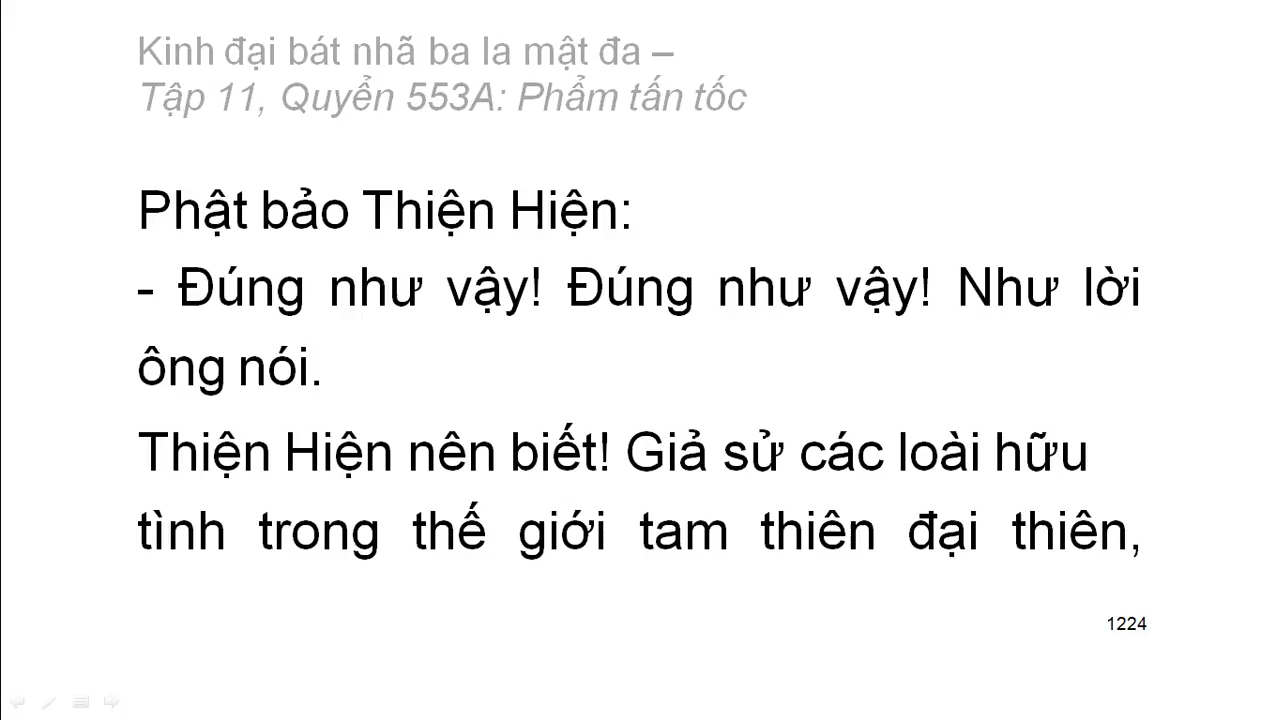 Kinh đại bát nhã ba la mật đa –
Tập 11, Quyển 553A: Phẩm tấn tốc
Phật bảo Thiện Hiện:
- Đúng như vậy! Đúng như vậy! Như lời
ông nói.
Thiện Hiện nên biết! Giả sử các loài hữu
tình trong thế giới tam thiên đại thiên,
1224